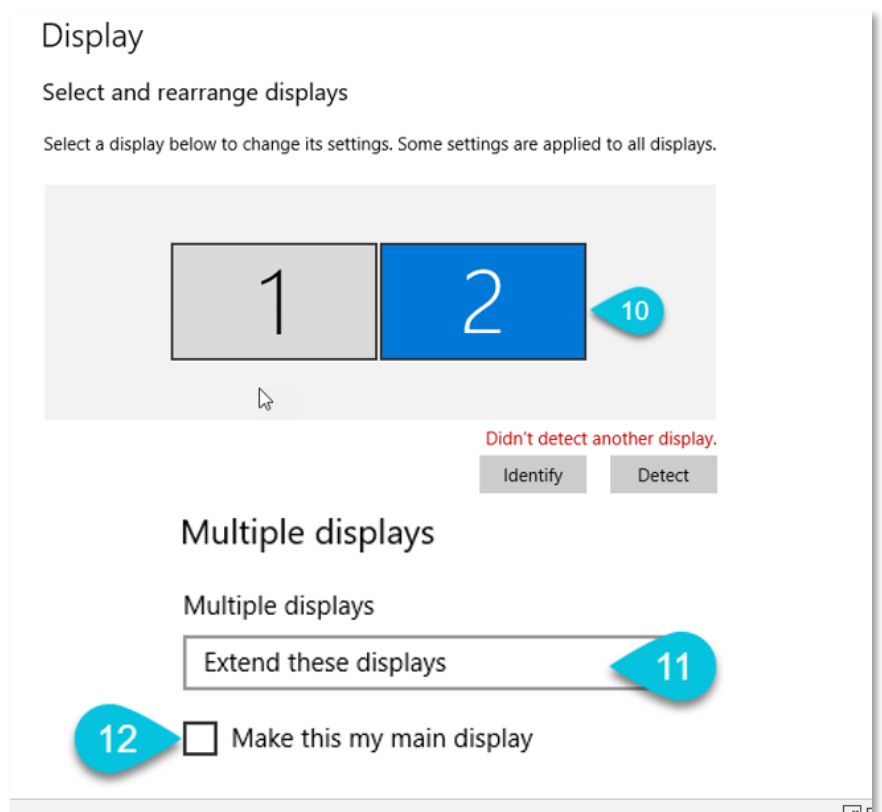 Display
Select and rearrange displays
Select a display below to change its settings. Some settings are applied to all displays.
1 2 10
Didn't detect another display.
Identify Detect
Multiple displays
Multiple displays
Extend these displays 11
12 Make this my main display